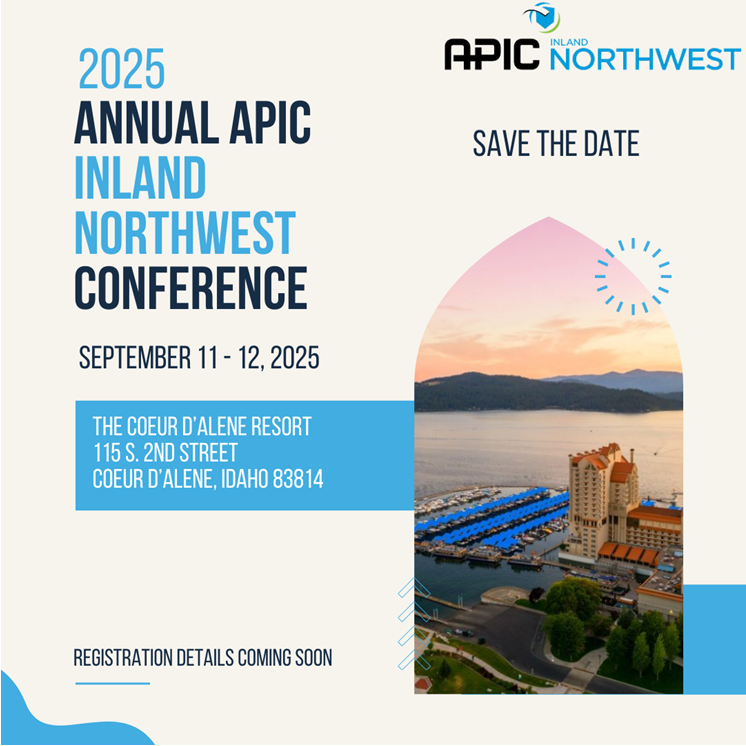 APIC INLAND NORTHWEST
2025
ANNUAL APIC
INLAND
NORTHWEST
CONFERENCE
SAVE THE DATE
SEPTEMBER 11 - 12, 2025
THE COEUR D'ALENE RESORT
115 S. 2ND STREET
COEUR D'ALENE, IDAHO 83814
REGISTRATION DETAILS COMING SOON